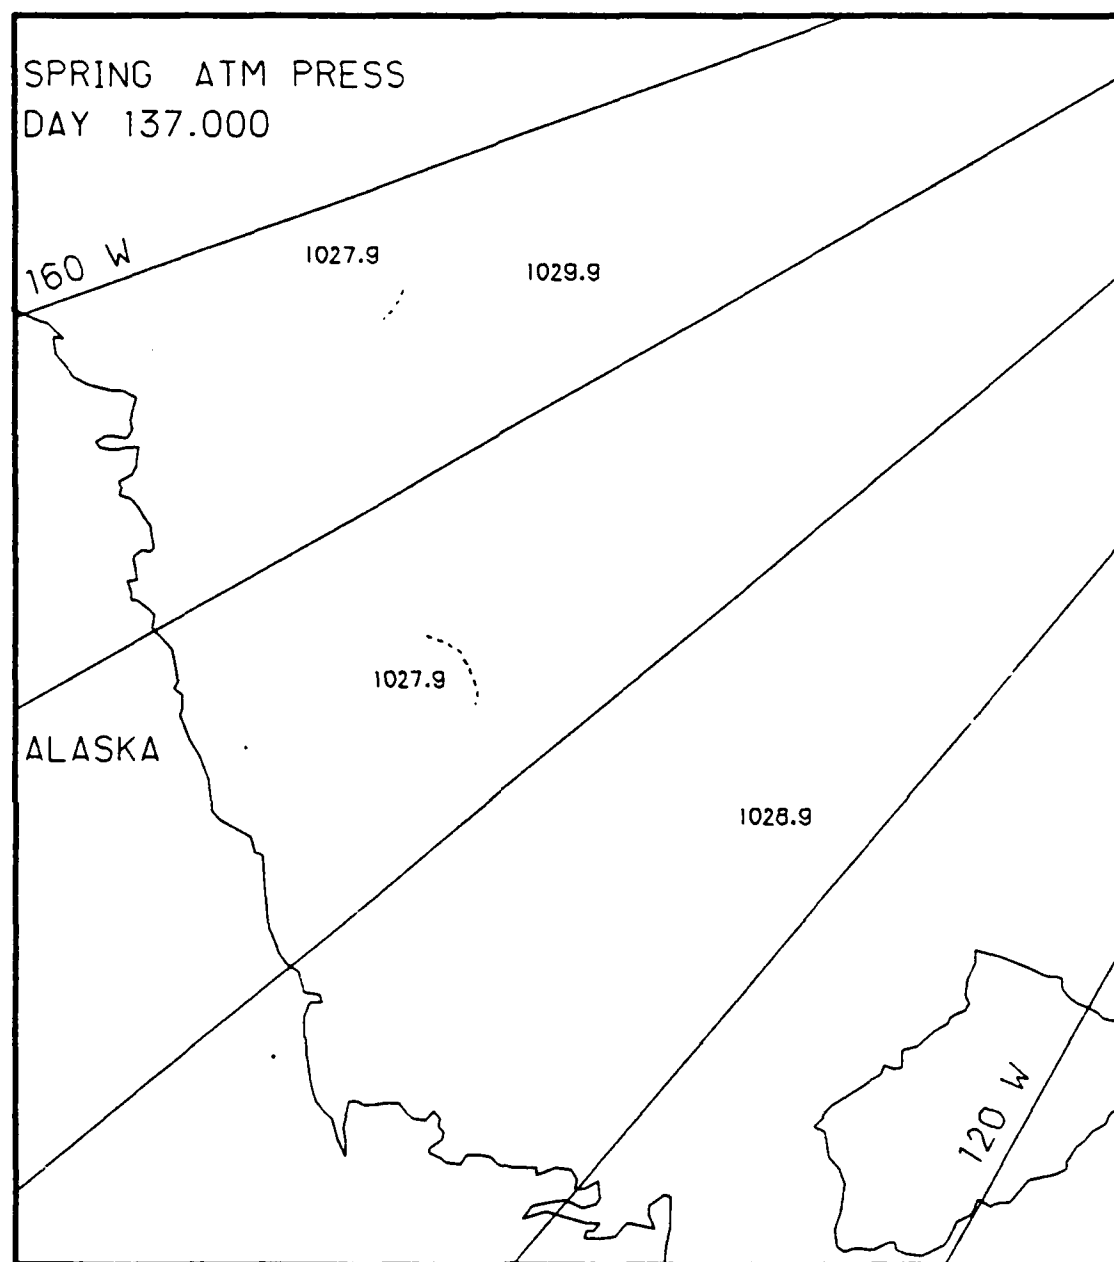 SPRING ATM PRESS
DAY 137.000
160 W
1027.9
1029.9
1027.9
ALASKA
1028.9
120 W